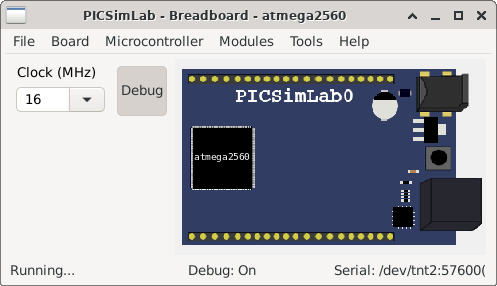 PICSimLab - Breadboard - atmega2560
File Board Microcontroller Modules Tools Help
Clock (MHz)
16
Debug
PICSimLab0
atmega2560
Running... Debug: On Serial: /dev/tnt2:57600(